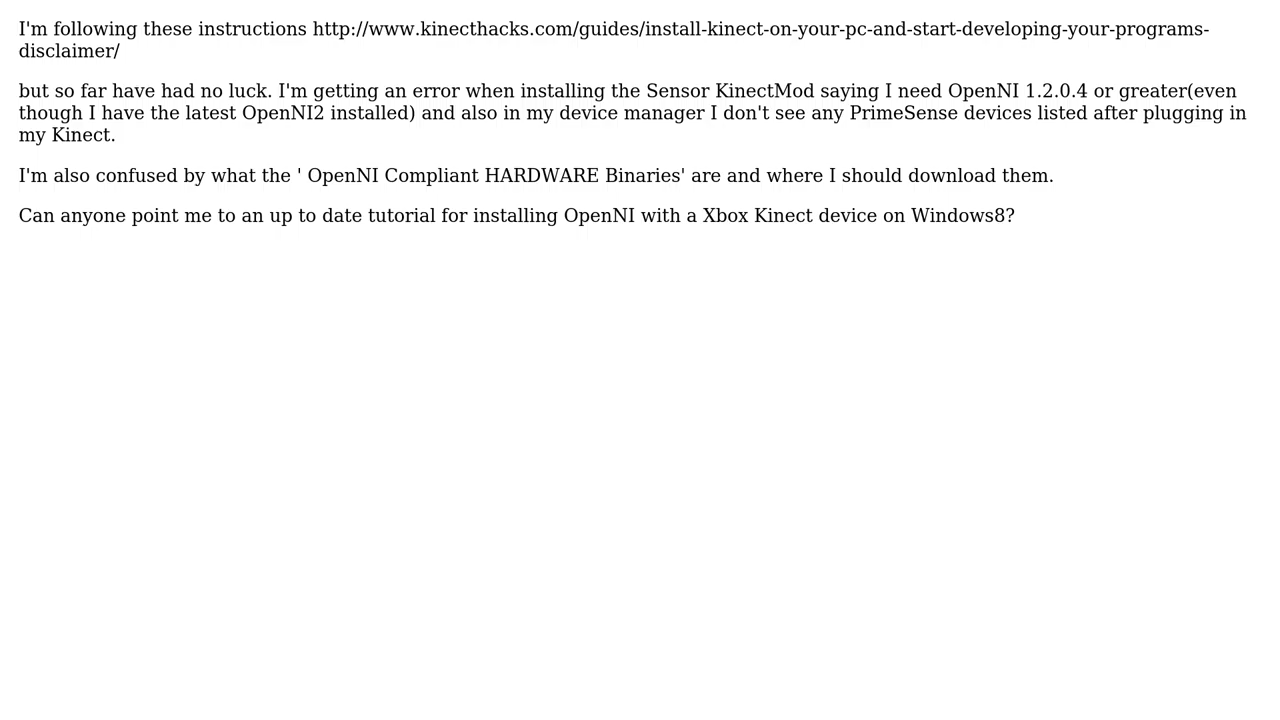 I'm following these instructions http://www.kinecthacks.com/guides/install-kinect-on-your-pc-and-start-developing-your-programs-
disclaimer/
but so far have had no luck. I'm getting an error when installing the Sensor KinectMod saying I need OpenNI 1.2.0.4 or greater(even
though I have the latest OpenNI2 installed) and also in my device manager I don't see any PrimeSense devices listed after plugging in
my Kinect.
I'm also confused by what the ' OpenNI Compliant HARDWARE Binaries' are and where I should download them.
Can anyone point me to an up to date tutorial for installing OpenNI with a Xbox Kinect device on Windows8?